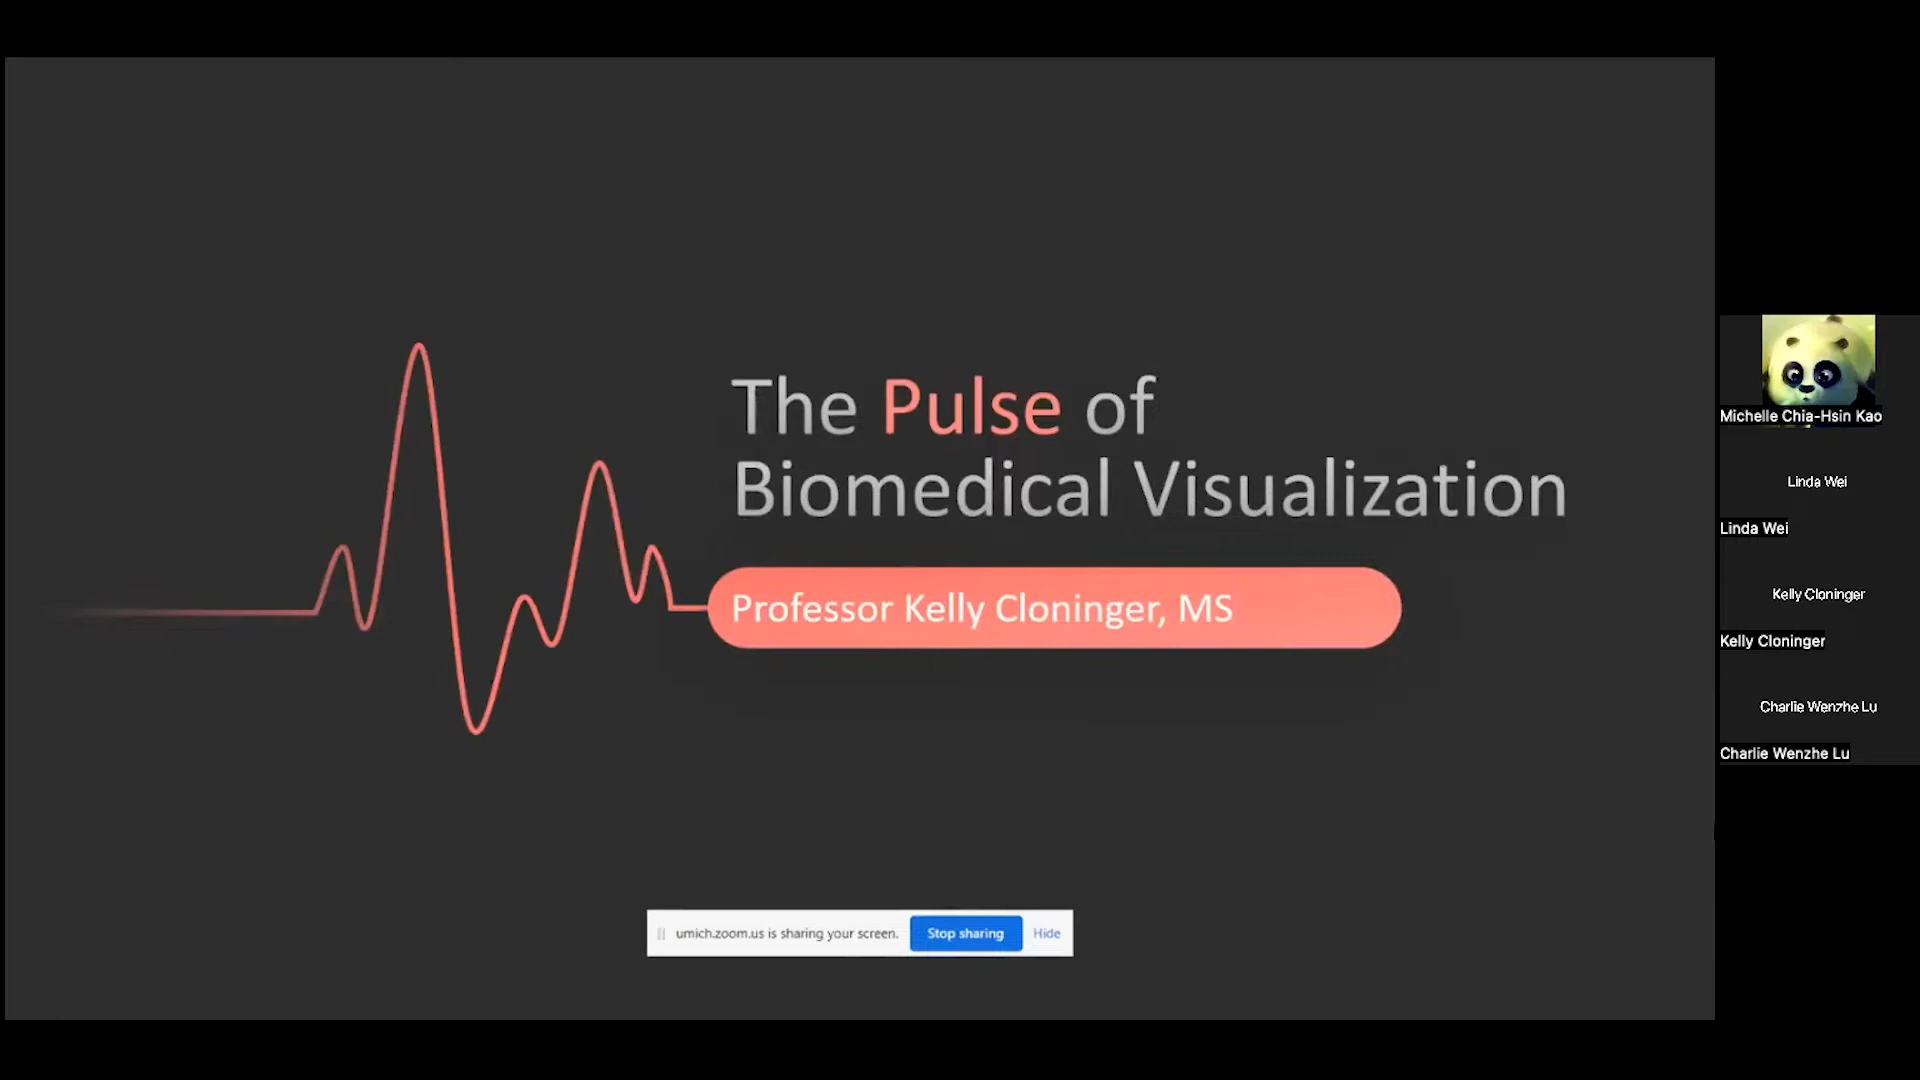 The Pulse of
Biomedical Visualization
Professor Kelly Cloninger, MS
umich.zoom.us is sharing your screen. Stop sharing Hide
Michelle Chia-Hsin Kao
Linda Wei
Linda Wei
Kelly Cloninger
Kelly Cloninger
Charlie Wenzhe Lu
Charlie Wenzhe Lu